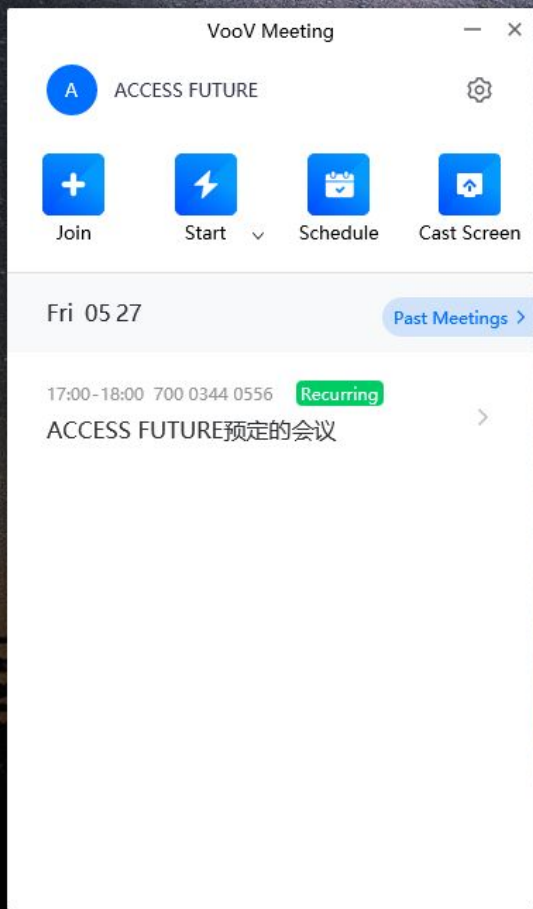 VooV Meeting
A ACCESS FUTURE
Join Start Schedule Cast Screen
Fri 05 27 Past Meetings
17:00-18:00 700 0344 0556 Recurring
ACCESS FUTURE预定的会议